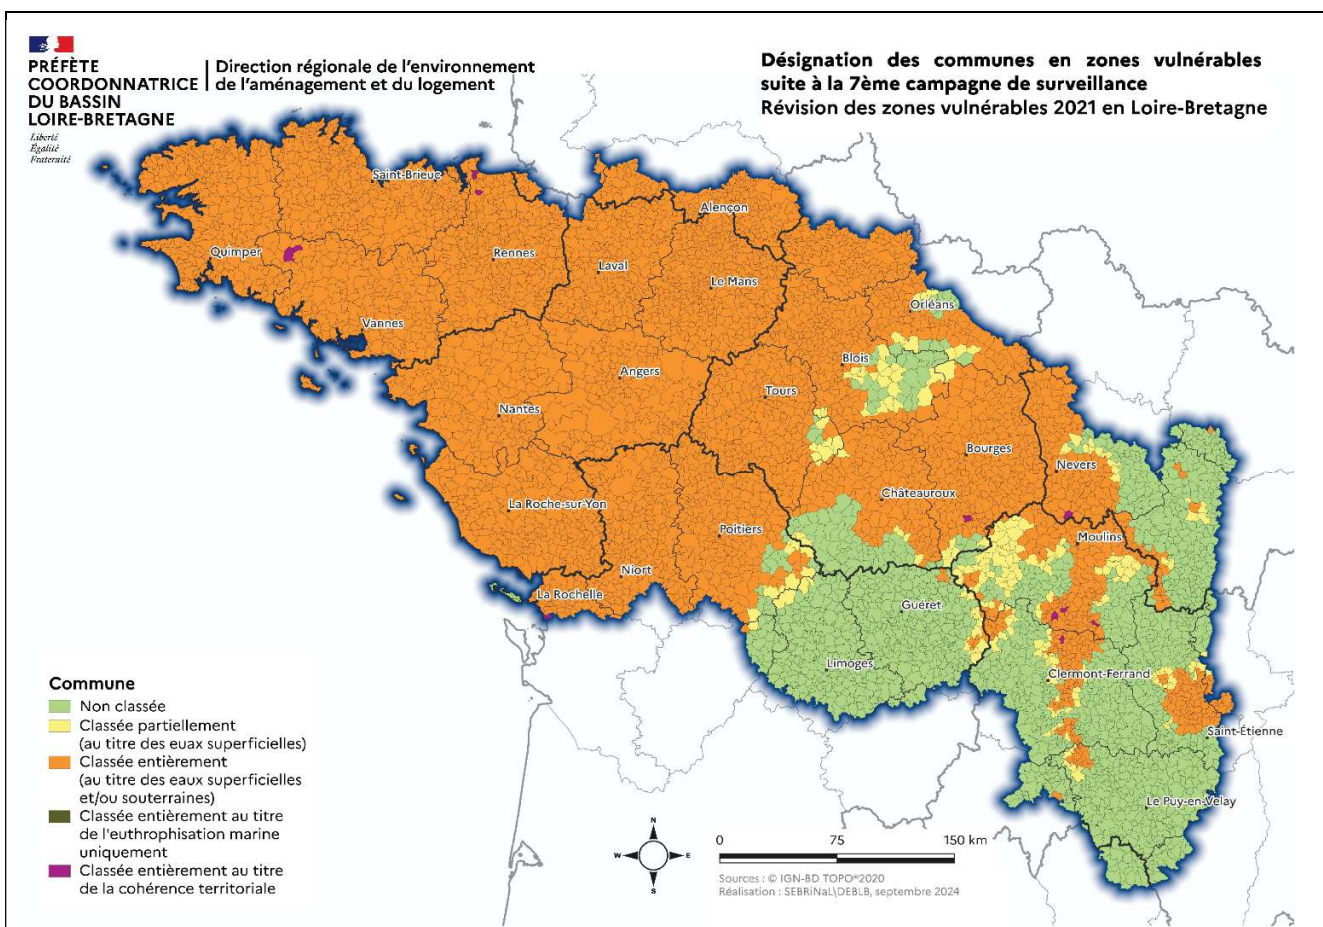 PRÉFÈTE
COORDONNATRICE
DU BASSIN
LOIRE-BRETAGNE
Liberté
Égalité
Fraternité
Direction régionale de l'environnement
de l'aménagement et du logement
Désignation des communes en zones vulnérables
suite à la 7ème campagne de surveillance
Révision des zones vulnérables 2021 en Loire-Bretagne
Saint-Brieuc
Alençon
Quimper
Rennes
Laval
Le Mans
Orléans
Vannes
Blois
Angers
Tours
Nantes
Bourges
Nevers
Châteauroux
La Roche-sur-Yon
Poitiers
Moulins
Niort
La Rochelle
Guéret
Limoges
Clermont-Ferrand
Saint-Étienne
Le Puy-en-Velay
Commune
Non classée
Classée partiellement
(au titre des euax superficielles)
Classée entièrement
(au titre des eaux superficielles
et/ou souterraines)
Classée entièrement au titre
de l'euthrophisation marine
uniquement
Classée entièrement au titre
de la cohérence territoriale
N
W
E
S
0
75
150 km
Sources : © IGN-BD TOPO®2020
Réalisation : SEBRiNaL\DEBLB, septembre 2024